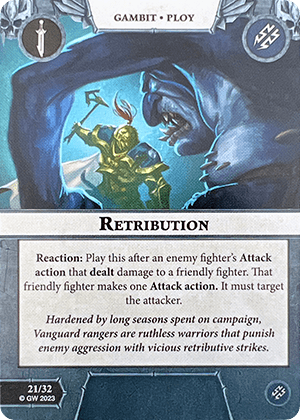 GAMBIT • PLOY
RETRIBUTION
Reaction: Play this after an enemy fighter's Attack
action that dealt damage to a friendly fighter. That
friendly fighter makes one Attack action. It must target
the attacker.
Hardened by long seasons spent on campaign,
Vanguard rangers are ruthless warriors that punish
enemy aggression with vicious retributive strikes.
21/32
© GW 2023